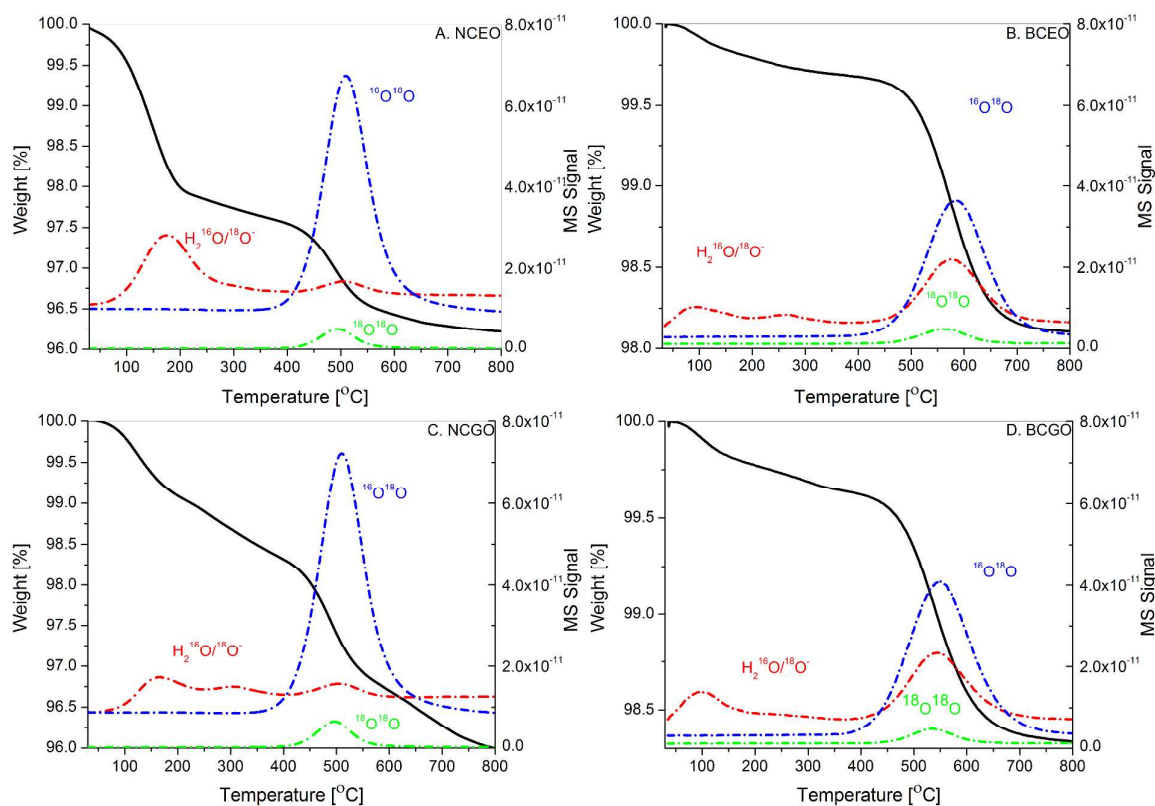 A. NCEO
100.0
99.5
99.0
98.5
98.0
97.5
97.0
96.5
96.0
Weight [%]
8.0x10⁻¹¹
6.0x10⁻¹¹
4.0x10⁻¹¹
2.0x10⁻¹¹
0.0
MS Signal
¹⁶O¹⁸O
H₂¹⁶O/¹⁸O⁻
¹⁸O¹⁸O
100 200 300 400 500 600 700 800
Temperature [°C]
B. BCEO
100.0
99.5
99.0
98.5
98.0
Weight [%]
8.0x10⁻¹¹
6.0x10⁻¹¹
4.0x10⁻¹¹
2.0x10⁻¹¹
0.0
MS Signal
¹⁶O¹⁸O
H₂¹⁶O/¹⁸O⁻
¹⁸O¹⁸O
100 200 300 400 500 600 700 800
Temperature [°C]
C. NCGO
100.0
99.5
99.0
98.5
98.0
97.5
97.0
96.5
96.0
Weight [%]
8.0x10⁻¹¹
6.0x10⁻¹¹
4.0x10⁻¹¹
2.0x10⁻¹¹
0.0
MS Signal
¹⁶O¹⁸O
H₂¹⁶O/¹⁸O⁻
¹⁸O¹⁸O
100 200 300 400 500 600 700 800
Temperature [°C]
D. BCGO
100.0
99.5
99.0
98.5
Weight [%]
8.0x10⁻¹¹
6.0x10⁻¹¹
4.0x10⁻¹¹
2.0x10⁻¹¹
0.0
MS Signal
¹⁶O¹⁸O
H₂¹⁶O/¹⁸O⁻
¹⁸O¹⁸O
100 200 300 400 500 600 700 800
Temperature [°C]